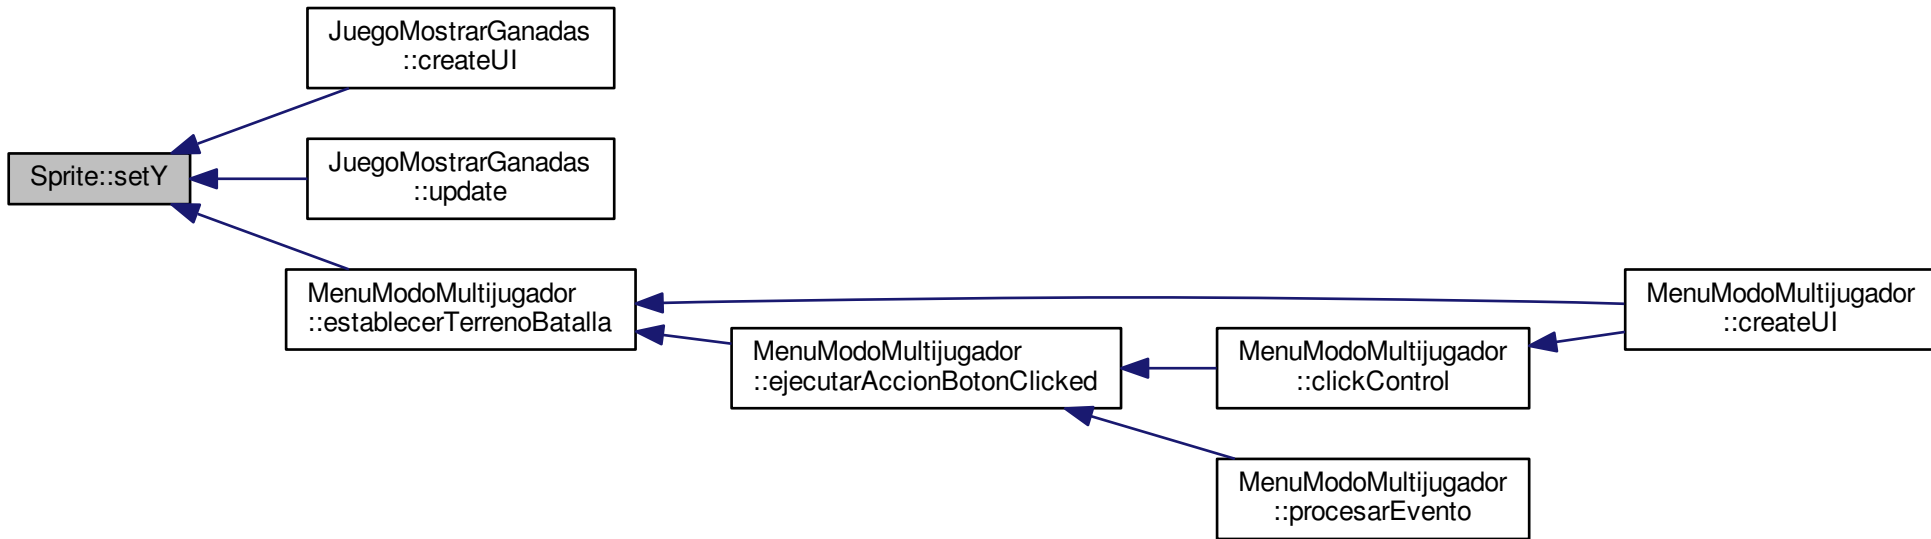 JuegoMostrarGanadas
::createUI
Sprite::setY
JuegoMostrarGanadas
::update
MenuModoMultijugador
::establecerTerrenoBatalla
MenuModoMultijugador
::createUI
MenuModoMultijugador
::ejecutarAccionBotonClicked
MenuModoMultijugador
::clickControl
MenuModoMultijugador
::procesarEvento